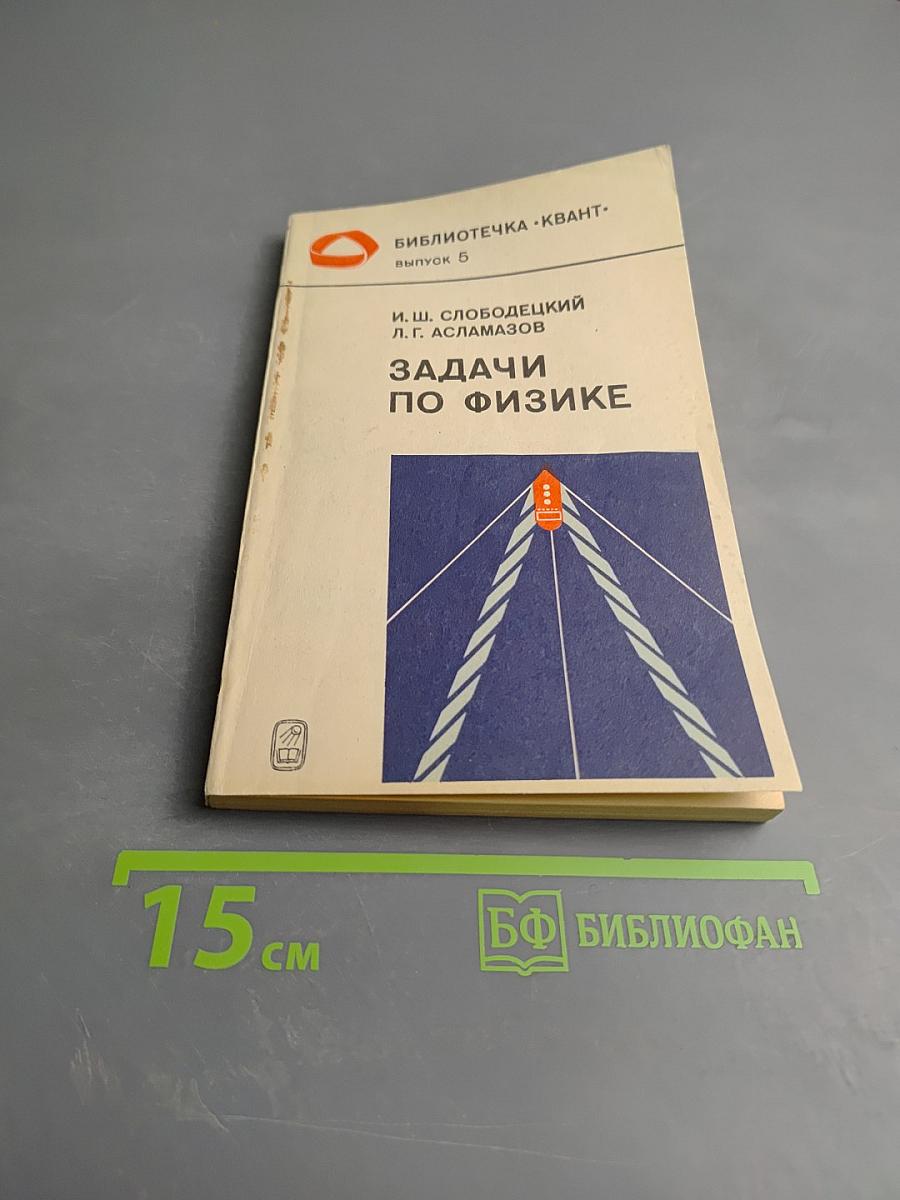 БИБЛИОТЕЧКА «КВАНТ»
ВЫПУСК 5
И. Ш. СЛОБОДЕЦКИЙ
Л. Г. АСЛАМАЗОВ
ЗАДАЧИ
ПО ФИЗИКЕ
15 см
БФ БИБЛИОФАН